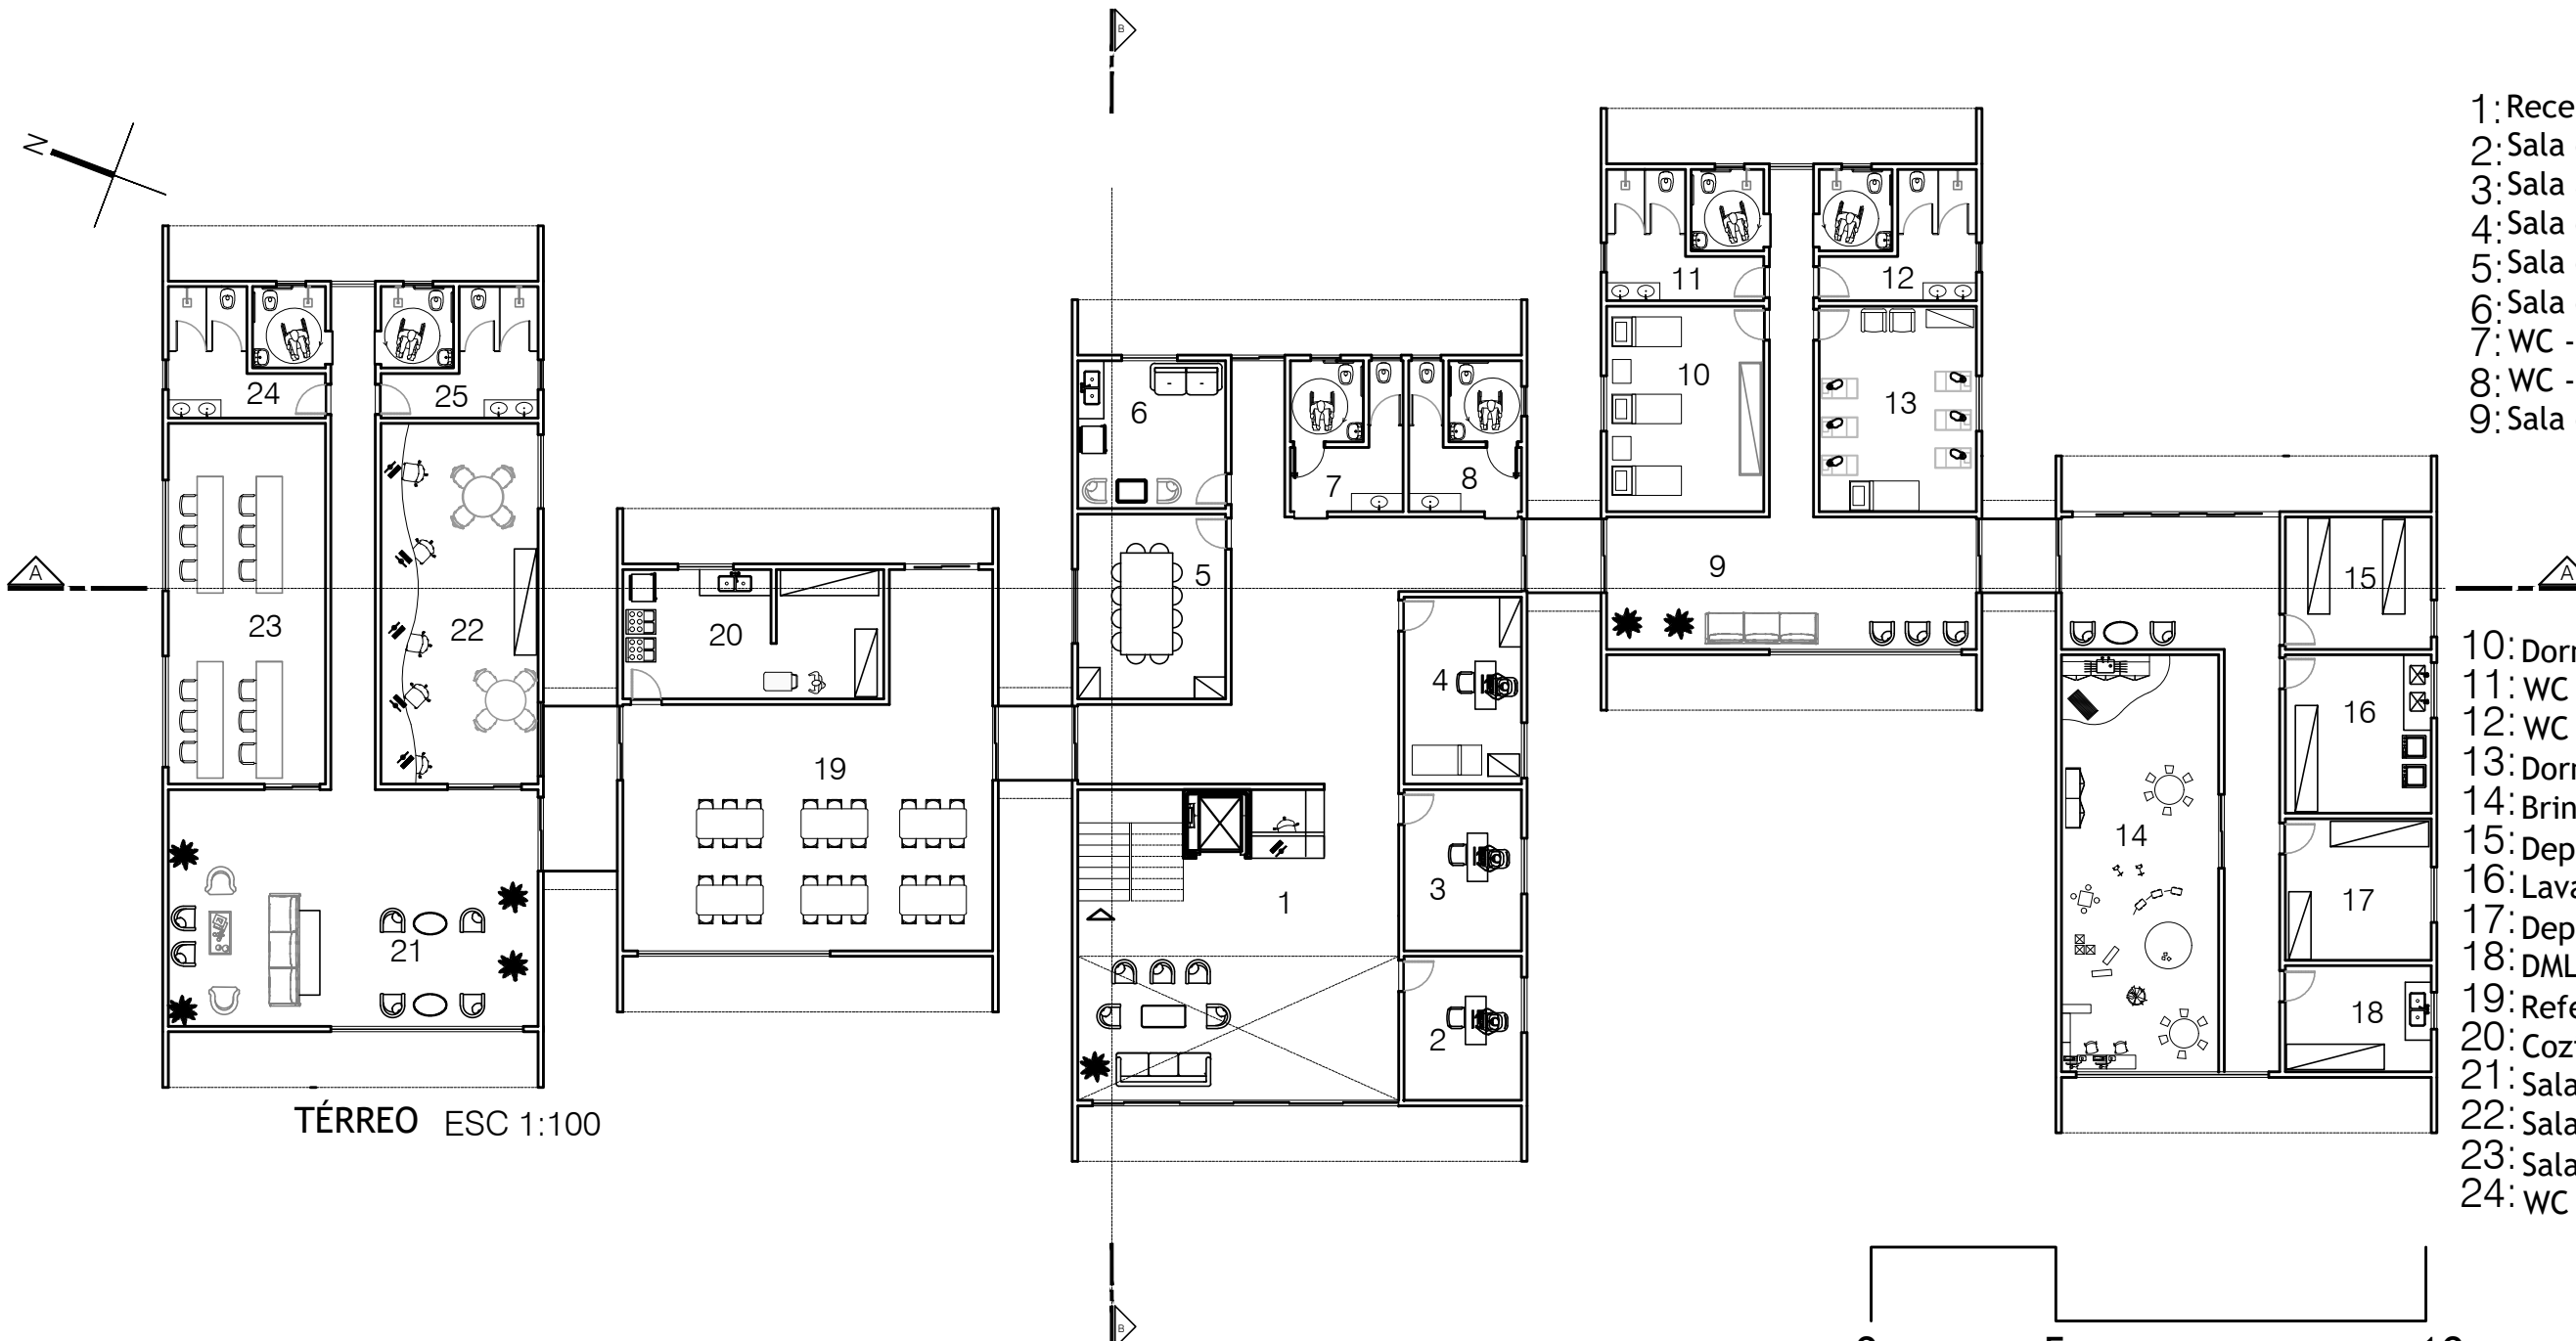 B
N
1: Rece
2: Sala
3: Sala
4: Sala
5: Sala
6: Sala
7: WC -
8: WC -
9: Sala
11
12
24
25
6
10
13
7
8
A
5
9
15
A
23
22
20
4
16
19
14
3
1
17
21
2
18
10: Dorm
11: WC
12: WC
13: Dorm
14: Brin
15: Dep
16: Lava
17: Dep
18: DML
19: Refe
20: Coz
21: Sala
22: Sala
23: Sala
24: WC
TÉRREO ESC 1:100
B